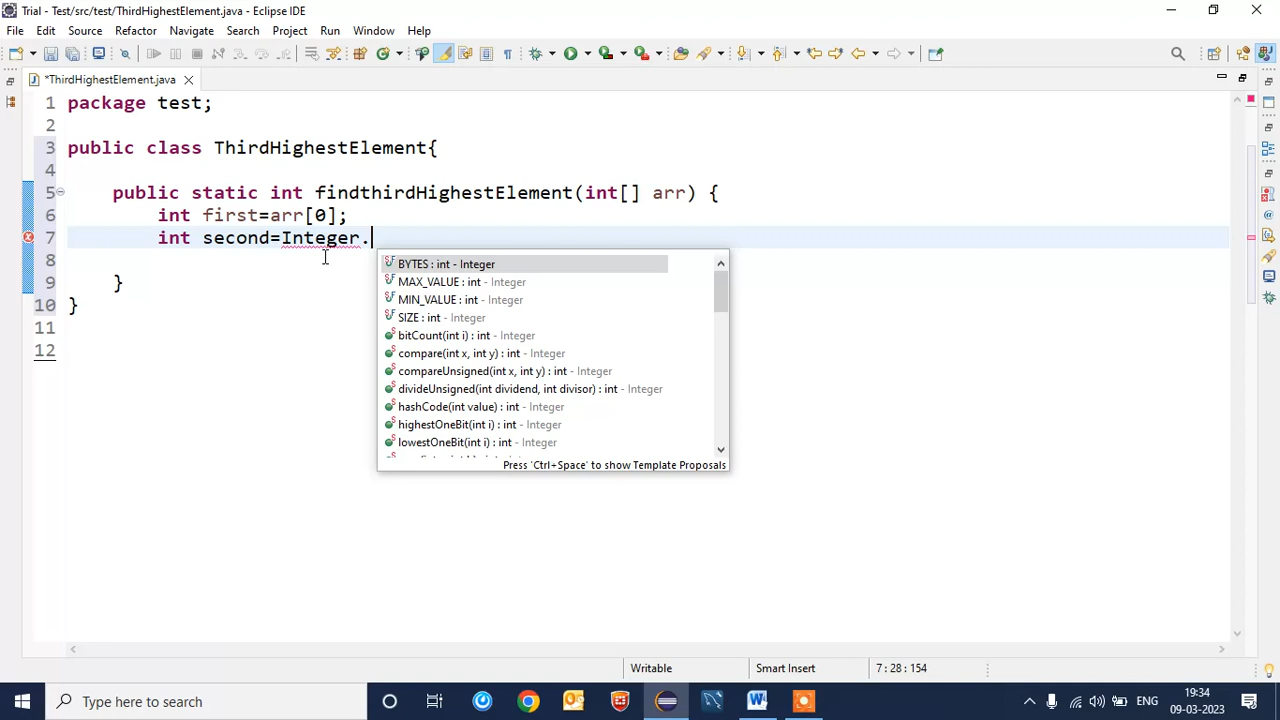 Trial - Test/src/test/ThirdHighestElement.java - Eclipse IDE
File Edit Source Refactor Navigate Search Project Run Window Help
*ThirdHighestElement.java
1 package test;
2
3 public class ThirdHighestElement{
4
5 public static int findthirdHighestElement(int[] arr) {
6 int first=arr[0];
7 int second=Integer.
8
9 }
10 }
11
12
BYTES : int - Integer
MAX_VALUE : int - Integer
MIN_VALUE : int - Integer
SIZE : int - Integer
bitCount(int i) : int - Integer
compare(int x, int y) : int - Integer
compareUnsigned(int x, int y) : int - Integer
divideUnsigned(int dividend, int divisor) : int - Integer
hashCode(int value) : int - Integer
highestOneBit(int i) : int - Integer
lowestOneBit(int i) : int - Integer
Press 'Ctrl+Space' to show Template Proposals
Writable Smart Insert 7 : 28 : 154
Type here to search
ENG 19:34
09-03-2023